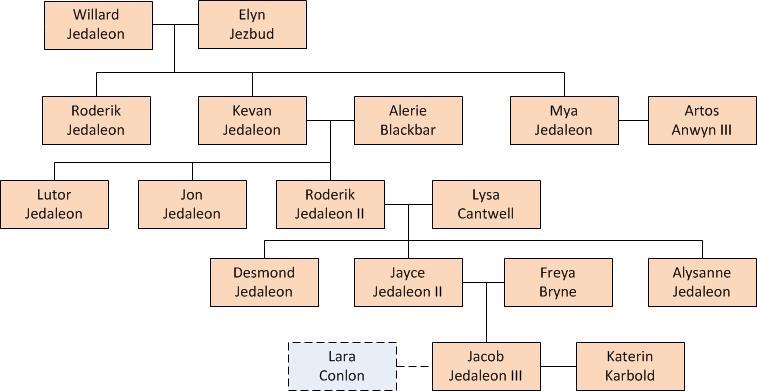 Willard
Jedaleon
Elyn
Jezbud
Roderik
Jedaleon
Kevan
Jedaleon
Alerie
Blackbar
Mya
Jedaleon
Artos
Anwyn III
Lutor
Jedaleon
Jon
Jedaleon
Roderik
Jedaleon II
Lysa
Cantwell
Desmond
Jedaleon
Jayce
Jedaleon II
Freya
Bryne
Alysanne
Jedaleon
Lara
Conlon
Jacob
Jedaleon III
Katerin
Karbold